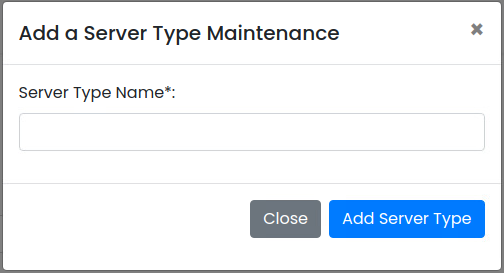 Add a Server Type Maintenance
×
Server Type Name*:
Close
Add Server Type